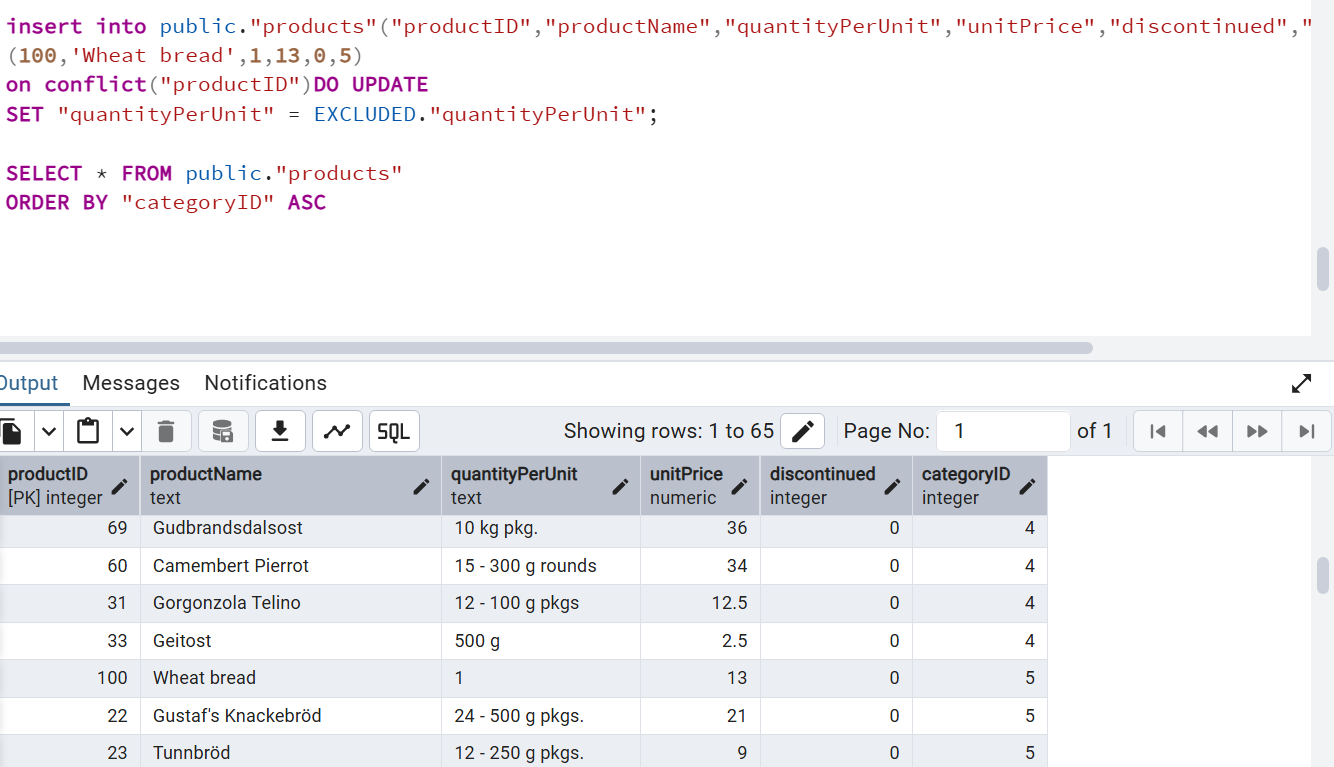 insert into public."products"("productID","productName","quantityPerUnit","unitPrice","discontinued","
(100,'Wheat bread',1,13,0,5)
on conflict("productID")DO UPDATE
SET "quantityPerUnit" = EXCLUDED."quantityPerUnit";
SELECT * FROM public."products"
ORDER BY "categoryID" ASC
Output Messages Notifications
SQL Showing rows: 1 to 65 Page No: 1 of 1
productID productName quantityPerUnit unitPrice discontinued categoryID
[PK] integer text text numeric integer integer
69 Gudbrandsdalsost 10 kg pkg. 36 0 4
60 Camembert Pierrot 15 - 300 g rounds 34 0 4
31 Gorgonzola Telino 12 - 100 g pkgs 12.5 0 4
33 Geitost 500 g 2.5 0 4
100 Wheat bread 1 13 0 5
22 Gustaf's Knackebröd 24 - 500 g pkgs. 21 0 5
23 Tunnbröd 12 - 250 g pkgs. 9 0 5